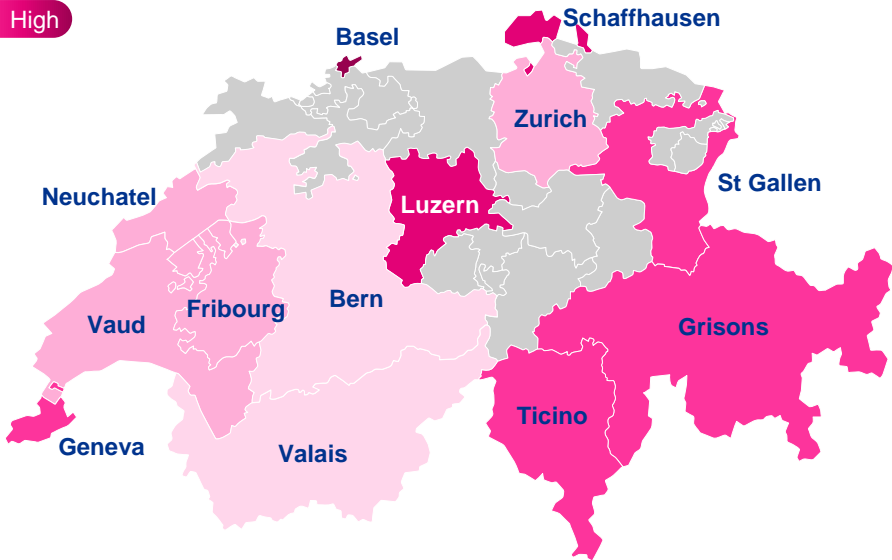 High
Schaffhausen
Basel
Zurich
St Gallen
Neuchatel
Luzern
Bern
Fribourg
Vaud
Grisons
Ticino
Geneva
Valais